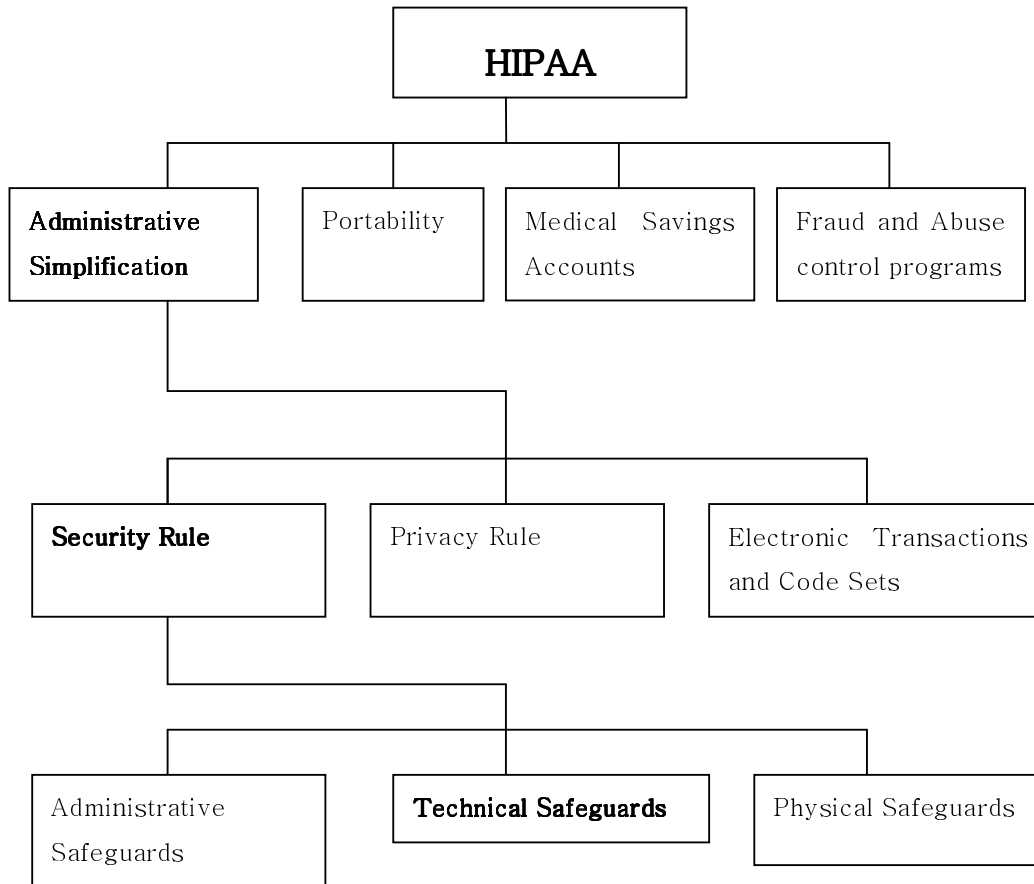 HIPAA
Administrative
Simplification
Portability
Medical Savings
Accounts
Fraud and Abuse
control programs
Security Rule
Privacy Rule
Electronic Transactions
and Code Sets
Administrative
Safeguards
Technical Safeguards
Physical Safeguards